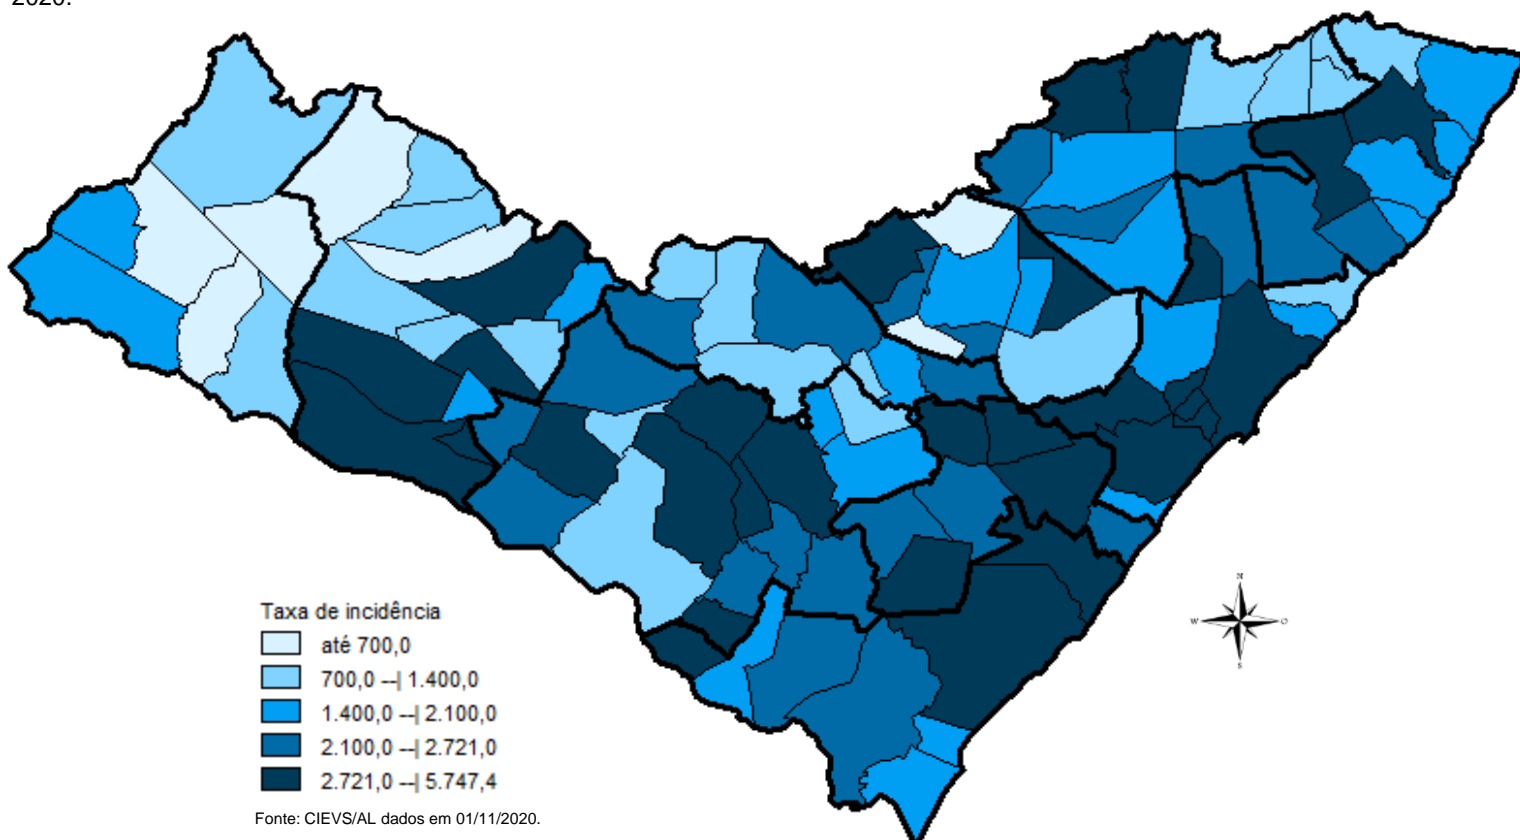 2020.
N
W
O
S
Taxa de incidência
até 700,0
700,0 --| 1.400,0
1.400,0 --| 2.100,0
2.100,0 --| 2.721,0
2.721,0 --| 5.747,4
Fonte: CIEVS/AL dados em 01/11/2020.